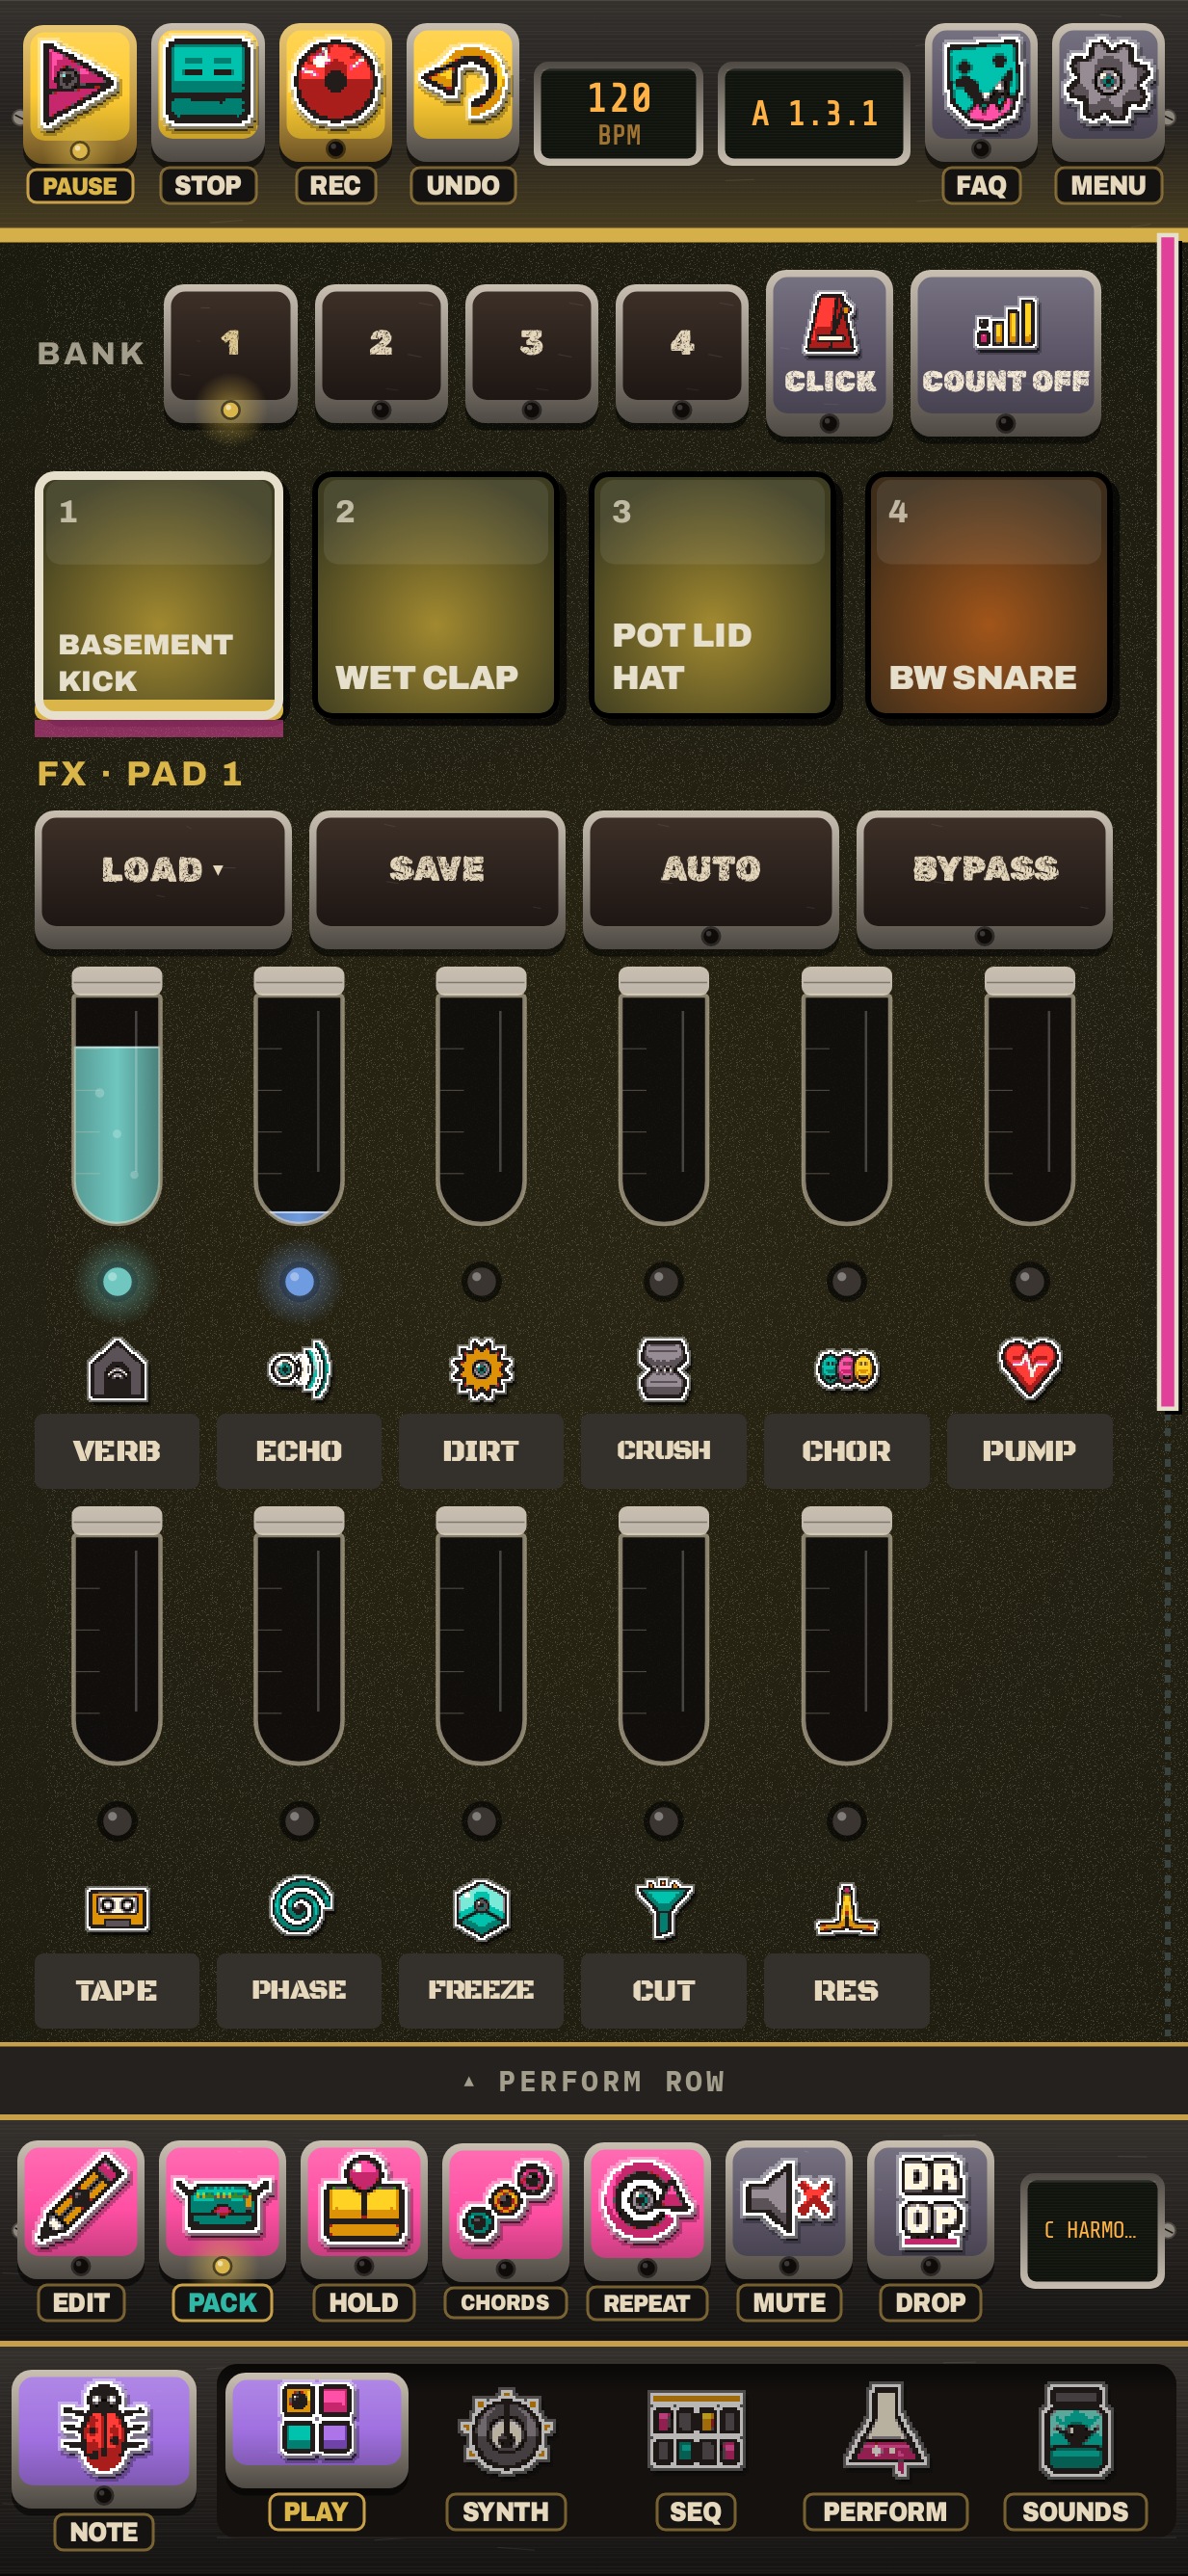 120
BPM
A 1.3.1
PAUSE
STOP
REC
UNDO
FAQ
MENU
BANK
1
2
3
4
CLICK
COUNT OFF
1
BASEMENT
KICK
2
WET CLAP
3
POT LID
HAT
4
BW SNARE
FX · PAD 1
LOAD ▾
SAVE
AUTO
BYPASS
VERB
ECHO
DIRT
CRUSH
CHOR
PUMP
TAPE
PHASE
FREEZE
CUT
RES
▴ PERFORM ROW
DR
OP
C HARMO…
EDIT
PACK
HOLD
CHORDS
REPEAT
MUTE
DROP
NOTE
PLAY
SYNTH
SEQ
PERFORM
SOUNDS